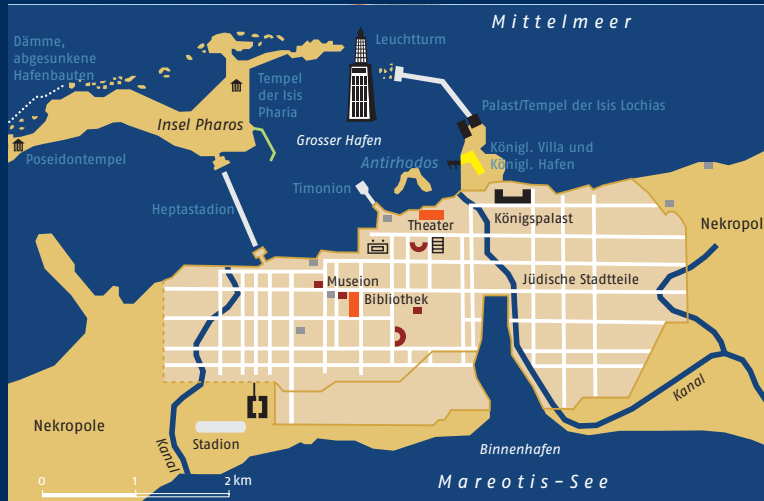 Mittelmeer
Dämme,
abgesunkene
Hafenbauten
Leuchtturm
Tempel
der Isis
Pharia
Palast/Tempel der Isis Lochias
Insel Pharos
Grosser Hafen
Königl. Villa und
Königl. Hafen
Poseidontempel
Antirhodos
Timonion
Heptastadion
Theater
Königspalast
Nekropol
Museion
Bibliothek
Jüdische Stadtteile
Kanal
Nekropole
Stadion
Kanal
Binnenhafen
Mareotis-See
0 1 2 km